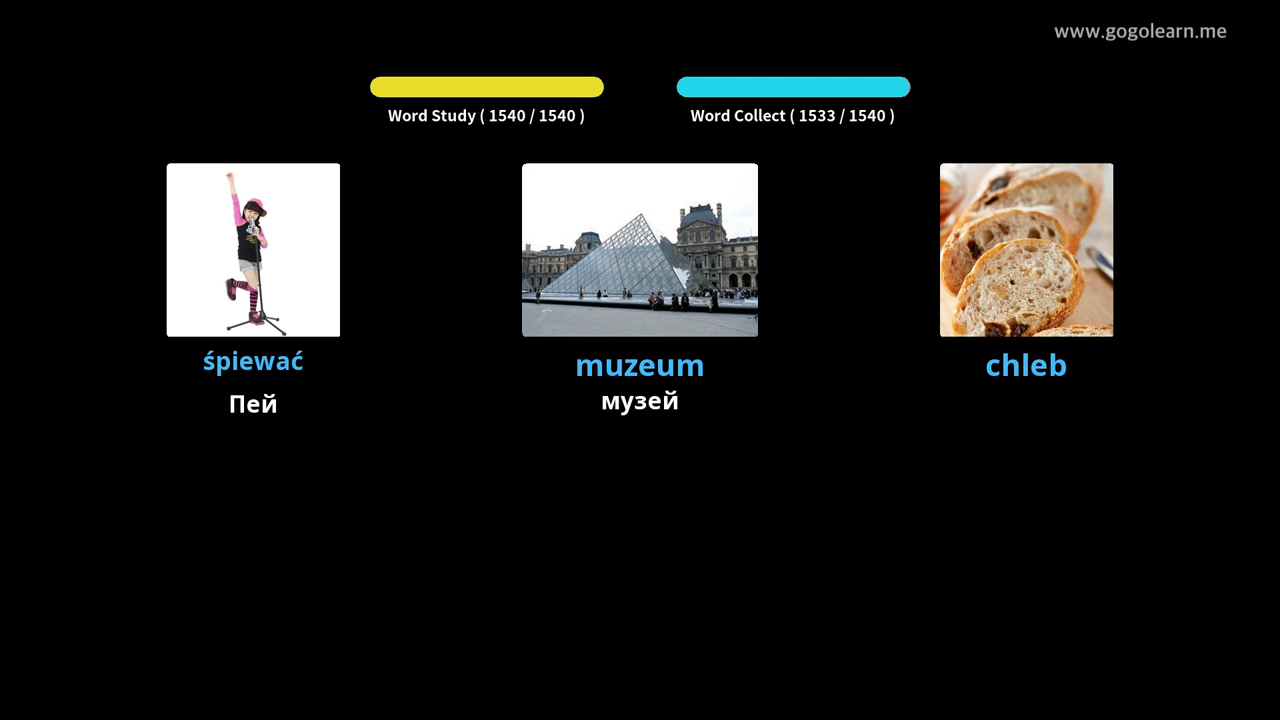 www.gogolearn.me
Word Study ( 1540 / 1540 )
Word Collect ( 1533 / 1540 )
śpiewać
muzeum
chleb
Пей
музей